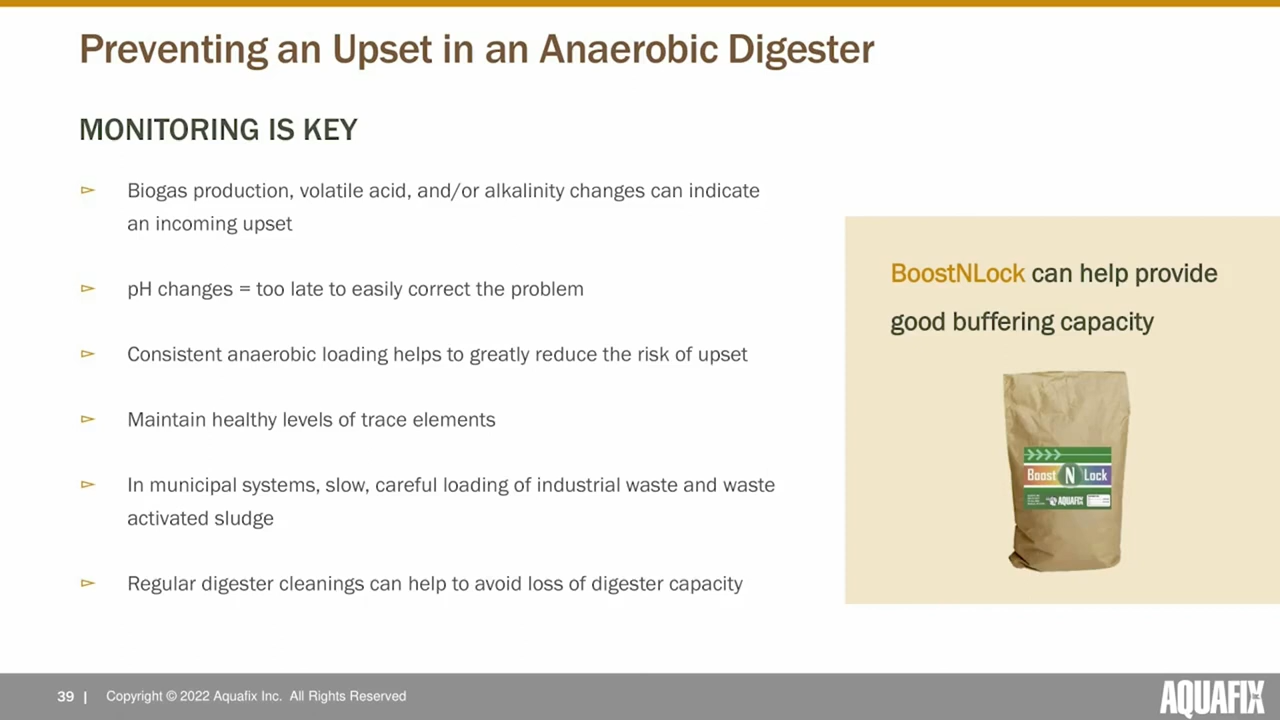 Preventing an Upset in an Anaerobic Digester
MONITORING IS KEY
▻ Biogas production, volatile acid, and/or alkalinity changes can indicate
an incoming upset
▻ pH changes = too late to easily correct the problem
▻ Consistent anaerobic loading helps to greatly reduce the risk of upset
▻ Maintain healthy levels of trace elements
▻ In municipal systems, slow, careful loading of industrial waste and waste
activated sludge
▻ Regular digester cleanings can help to avoid loss of digester capacity
BoostNLock can help provide
good buffering capacity
Boost N Lock
AQUAFIX
39 | Copyright © 2022 Aquafix Inc. All Rights Reserved
AQUAFIX